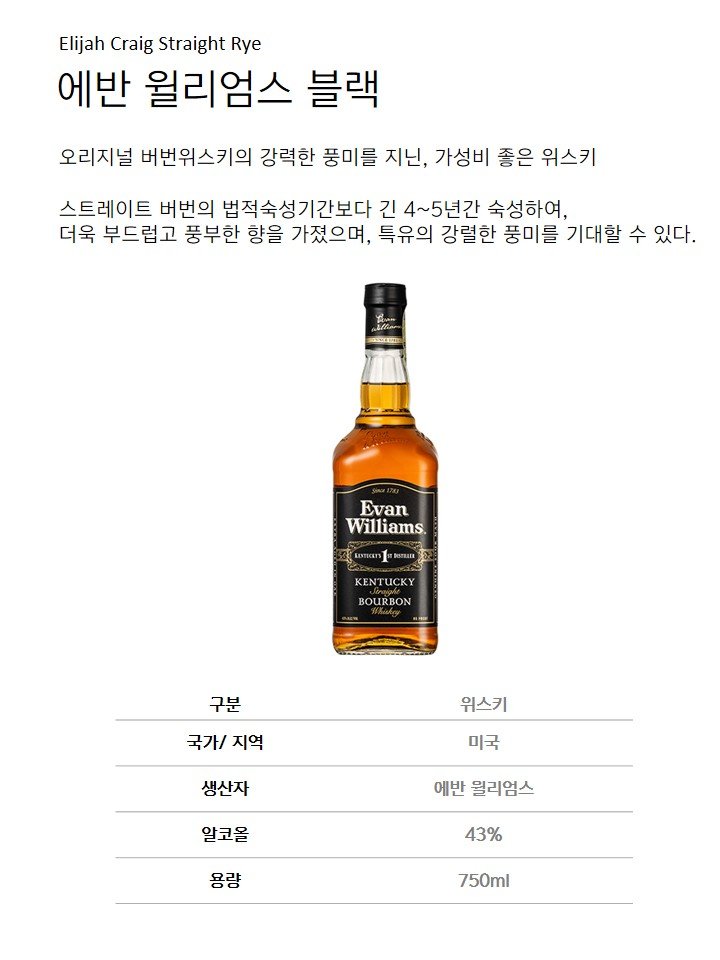 Elijah Craig Straight Rye
에반 윌리엄스 블랙
오리지널 버번위스키의 강력한 풍미를 지닌, 가성비 좋은 위스키
스트레이트 버번의 법적숙성기간보다 긴 4~5년간 숙성하여,
더욱 부드럽고 풍부한 향을 가졌으며, 특유의 강렬한 풍미를 기대할 수 있다.
Evan
Williams
SINCE 1783
Evan
Since 1783
Evan
Williams.
KENTUCKY'S 1ST DISTILLER
KENTUCKY
Straight
BOURBON
Whiskey
구분 위스키
국가/ 지역 미국
생산자 에반 윌리엄스
알코올 43%
용량 750ml